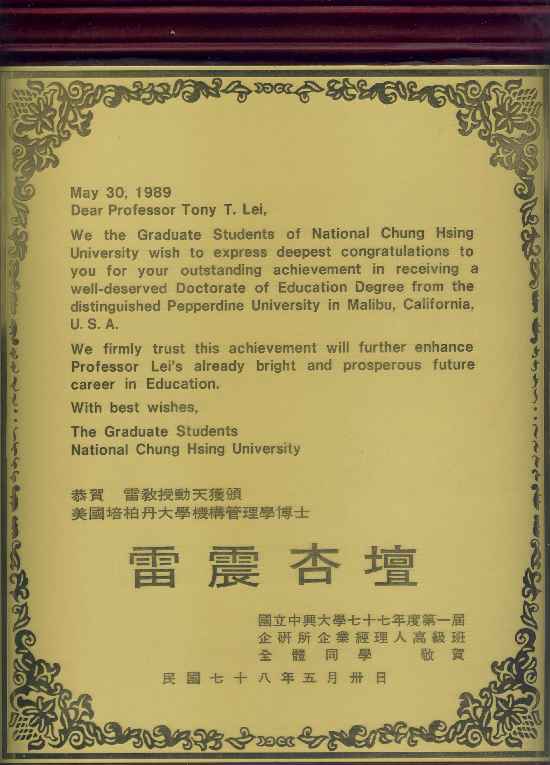 May 30, 1989
Dear Professor Tony T. Lei,
We the Graduate Students of National Chung Hsing
University wish to express deepest congratulations to
you for your outstanding achievement in receiving a
well-deserved Doctorate of Education Degree from the
distinguished Pepperdine University in Malibu, California,
U. S. A.
We firmly trust this achievement will further enhance
Professor Lei's already bright and prosperous future
career in Education.
With best wishes,
The Graduate Students
National Chung Hsing University
恭賀 雷敎授動天獲頒
美國培柏丹大學機構管理學博士
雷震杏壇
國立中興大學七十七年度第一屆
企硏所企業經理人高級班
全體同學 敬賀
民國七十八年五月卅日